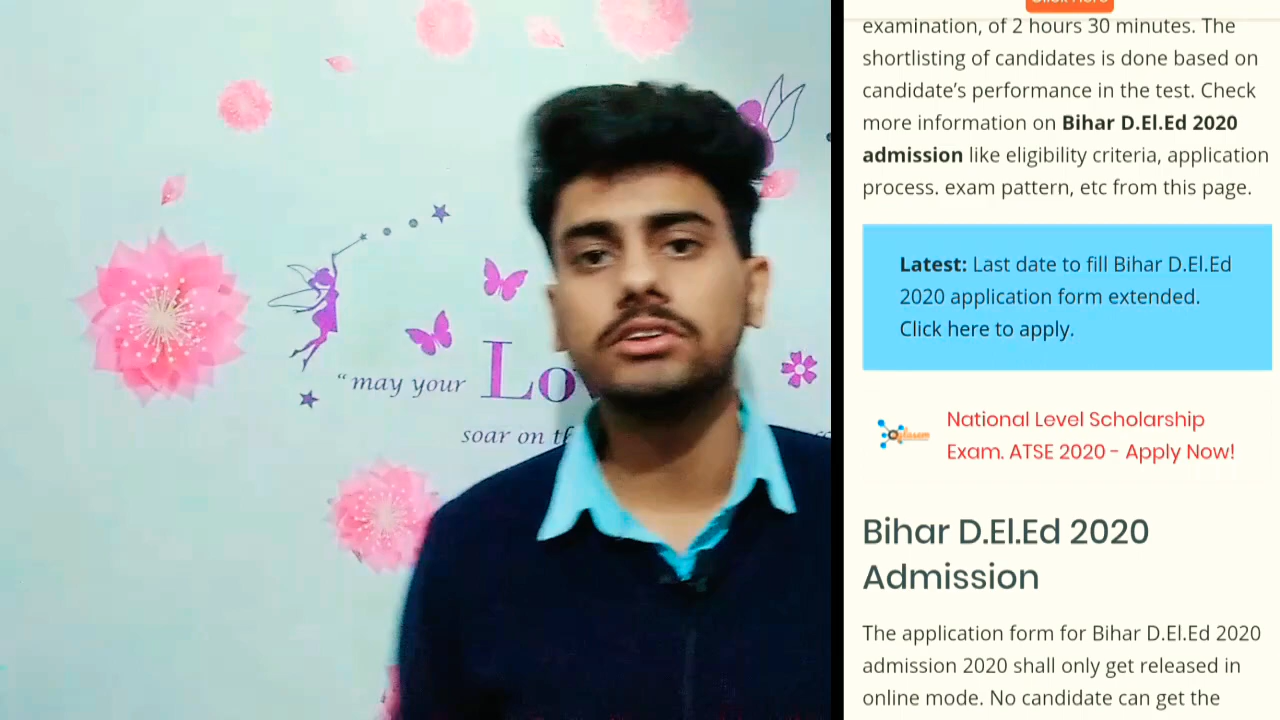 “may your
Lo
soar on th
Click Here
examination, of 2 hours 30 minutes. The
shortlisting of candidates is done based on
candidate’s performance in the test. Check
more information on Bihar D.El.Ed 2020
admission like eligibility criteria, application
process. exam pattern, etc from this page.
Latest: Last date to fill Bihar D.El.Ed
2020 application form extended.
Click here to apply.
National Level Scholarship
Exam. ATSE 2020 - Apply Now!
Bihar D.El.Ed 2020
Admission
The application form for Bihar D.El.Ed 2020
admission 2020 shall only get released in
online mode. No candidate can get the